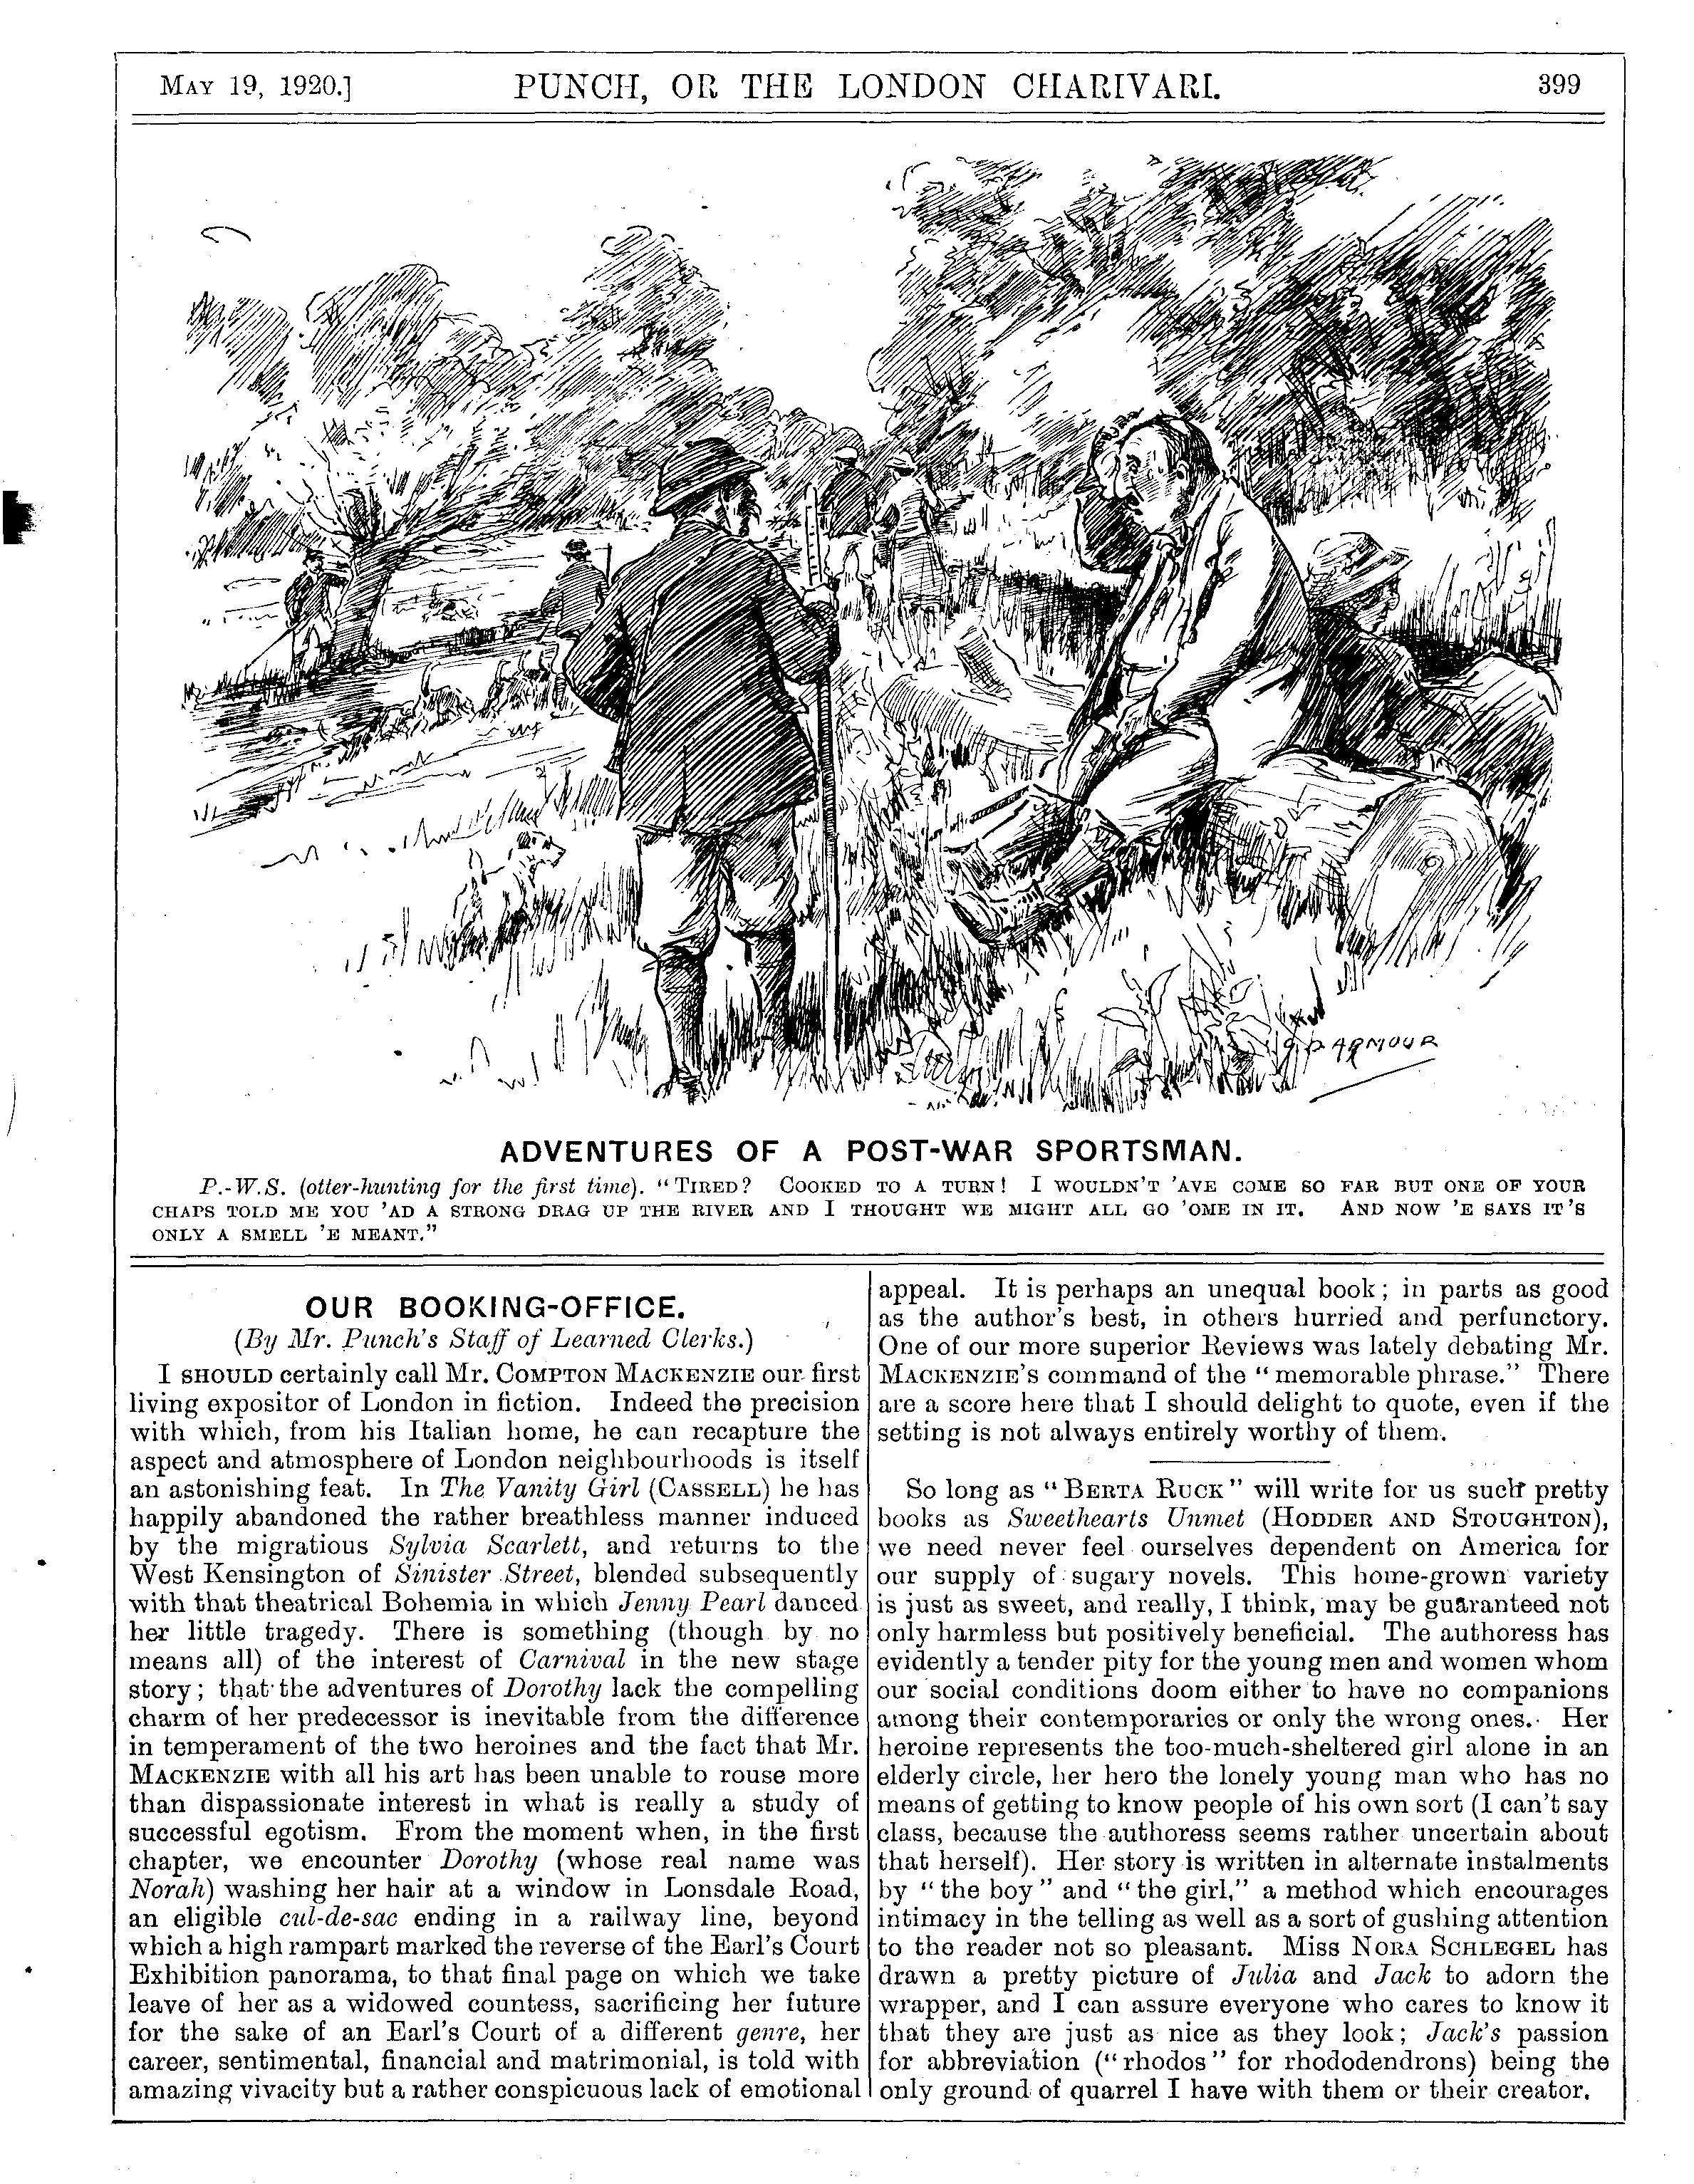 MAY 19, 1920.] PUNCH, OR THE LONDON CHARIVARI. 399
G.D. ARMOUR
ADVENTURES OF A POST-WAR SPORTSMAN.
P.-W.S. (otter-hunting for the first time). "TIRED? COOKED TO A TURN! I WOULDN'T 'AVE COME SO FAR BUT ONE OF YOUR
CHAPS TOLD ME YOU 'AD A STRONG DRAG UP THE RIVER AND I THOUGHT WE MIGHT ALL GO 'OME IN IT. AND NOW 'E SAYS IT'S
ONLY A SMELL 'E MEANT."
OUR BOOKING-OFFICE.
(By Mr. Punch's Staff of Learned Clerks.)
I SHOULD certainly call Mr. COMPTON MACKENZIE our first
living expositor of London in fiction. Indeed the precision
with which, from his Italian home, he can recapture the
aspect and atmosphere of London neighbourhoods is itself
an astonishing feat. In The Vanity Girl (CASSELL) he has
happily abandoned the rather breathless manner induced
by the migratious Sylvia Scarlett, and returns to the
West Kensington of Sinister Street, blended subsequently
with that theatrical Bohemia in which Jenny Pearl danced
her little tragedy. There is something (though by no
means all) of the interest of Carnival in the new stage
story; that the adventures of Dorothy lack the compelling
charm of her predecessor is inevitable from the difference
in temperament of the two heroines and the fact that Mr.
MACKENZIE with all his art has been unable to rouse more
than dispassionate interest in what is really a study of
successful egotism. From the moment when, in the first
chapter, we encounter Dorothy (whose real name was
Norah) washing her hair at a window in Lonsdale Road,
an eligible cul-de-sac ending in a railway line, beyond
which a high rampart marked the reverse of the Earl's Court
Exhibition panorama, to that final page on which we take
leave of her as a widowed countess, sacrificing her future
for the sake of an Earl's Court of a different genre, her
career, sentimental, financial and matrimonial, is told with
amazing vivacity but a rather conspicuous lack of emotional
appeal. It is perhaps an unequal book; in parts as good
as the author's best, in others hurried and perfunctory.
One of our more superior Reviews was lately debating Mr.
MACKENZIE'S command of the "memorable phrase." There
are a score here that I should delight to quote, even if the
setting is not always entirely worthy of them.
So long as "BERTA RUCK" will write for us such pretty
books as Sweethearts Unmet (HODDER AND STOUGHTON),
we need never feel ourselves dependent on America for
our supply of sugary novels. This home-grown variety
is just as sweet, and really, I think, may be guaranteed not
only harmless but positively beneficial. The authoress has
evidently a tender pity for the young men and women whom
our social conditions doom either to have no companions
among their contemporaries or only the wrong ones. Her
heroine represents the too-much-sheltered girl alone in an
elderly circle, her hero the lonely young man who has no
means of getting to know people of his own sort (I can't say
class, because the authoress seems rather uncertain about
that herself). Her story is written in alternate instalments
by "the boy" and "the girl," a method which encourages
intimacy in the telling as well as a sort of gushing attention
to the reader not so pleasant. Miss NORA SCHLEGEL has
drawn a pretty picture of Julia and Jack to adorn the
wrapper, and I can assure everyone who cares to know it
that they are just as nice as they look; Jack's passion
for abbreviation ("rhodos" for rhododendrons) being the
only ground of quarrel I have with them or their creator.